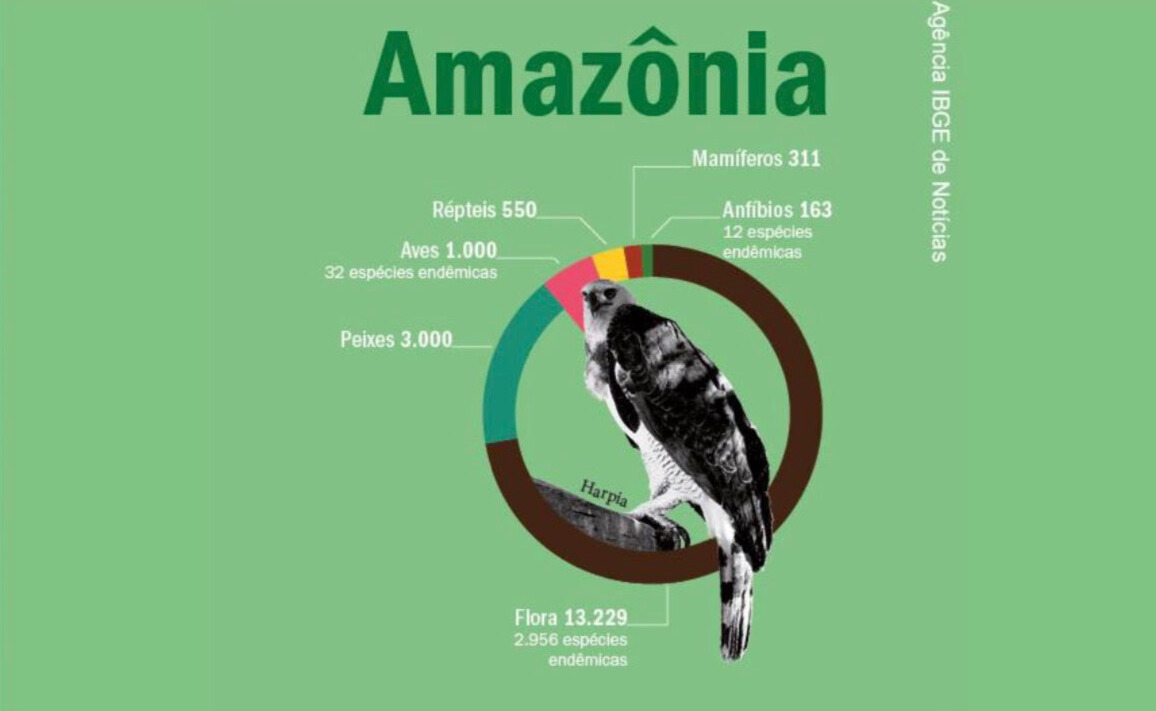 Amazônia
Agência IBGE de Notícias
Mamíferos 311
Répteis 550
Anfíbios 163
12 espécies
endêmicas
Aves 1.000
32 espécies endêmicas
Peixes 3.000
Harpia
Flora 13.229
2.956 espécies
endêmicas